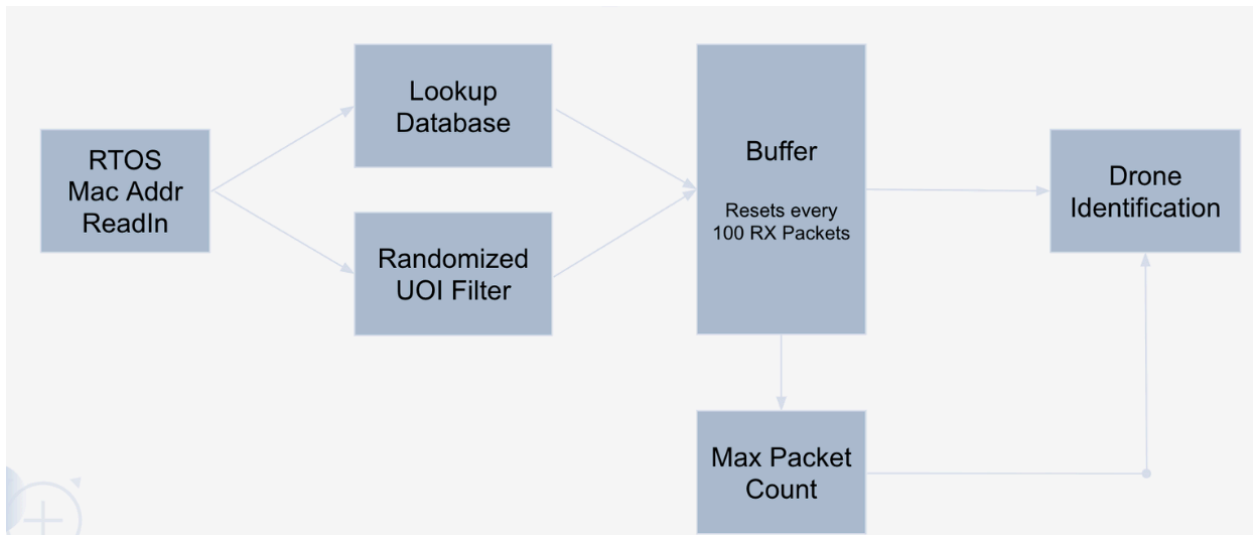 RTOS
Mac Addr
ReadIn
Lookup
Database
Randomized
UOI Filter
Buffer
Resets every
100 RX Packets
Max Packet
Count
Drone
Identification